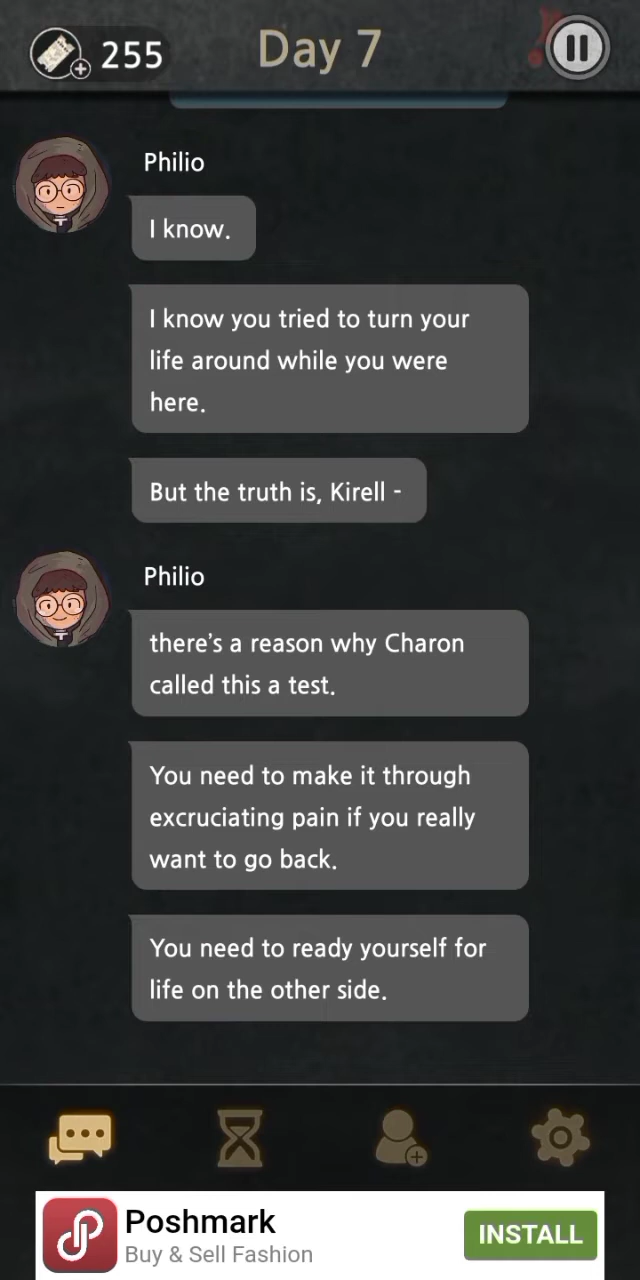 255
Day 7
Philio
I know.
I know you tried to turn your
life around while you were
here.
But the truth is, Kirell -
Philio
there's a reason why Charon
called this a test.
You need to make it through
excruciating pain if you really
want to go back.
You need to ready yourself for
life on the other side.
Poshmark
Buy & Sell Fashion
INSTALL